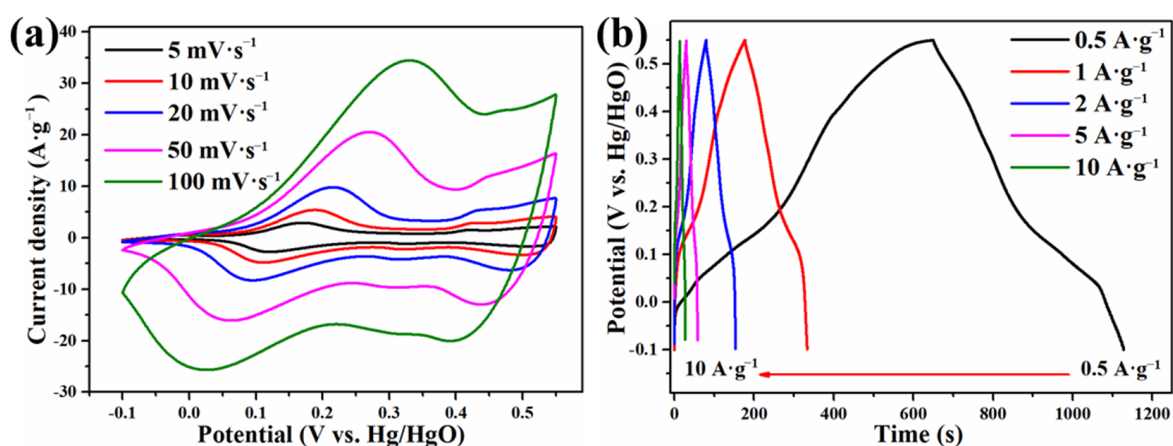 (a)
5 mV·s⁻¹
10 mV·s⁻¹
20 mV·s⁻¹
50 mV·s⁻¹
100 mV·s⁻¹
Current density (A·g⁻¹)
40
30
20
10
0
-10
-20
-30
-0.1 0.0 0.1 0.2 0.3 0.4 0.5
Potential (V vs. Hg/HgO)
(b)
0.5 A·g⁻¹
1 A·g⁻¹
2 A·g⁻¹
5 A·g⁻¹
10 A·g⁻¹
Potential (V vs. Hg/HgO)
0.5
0.4
0.3
0.2
0.1
0.0
-0.1
10 A·g⁻¹ 0.5 A·g⁻¹
0 200 400 600 800 1000 1200
Time (s)